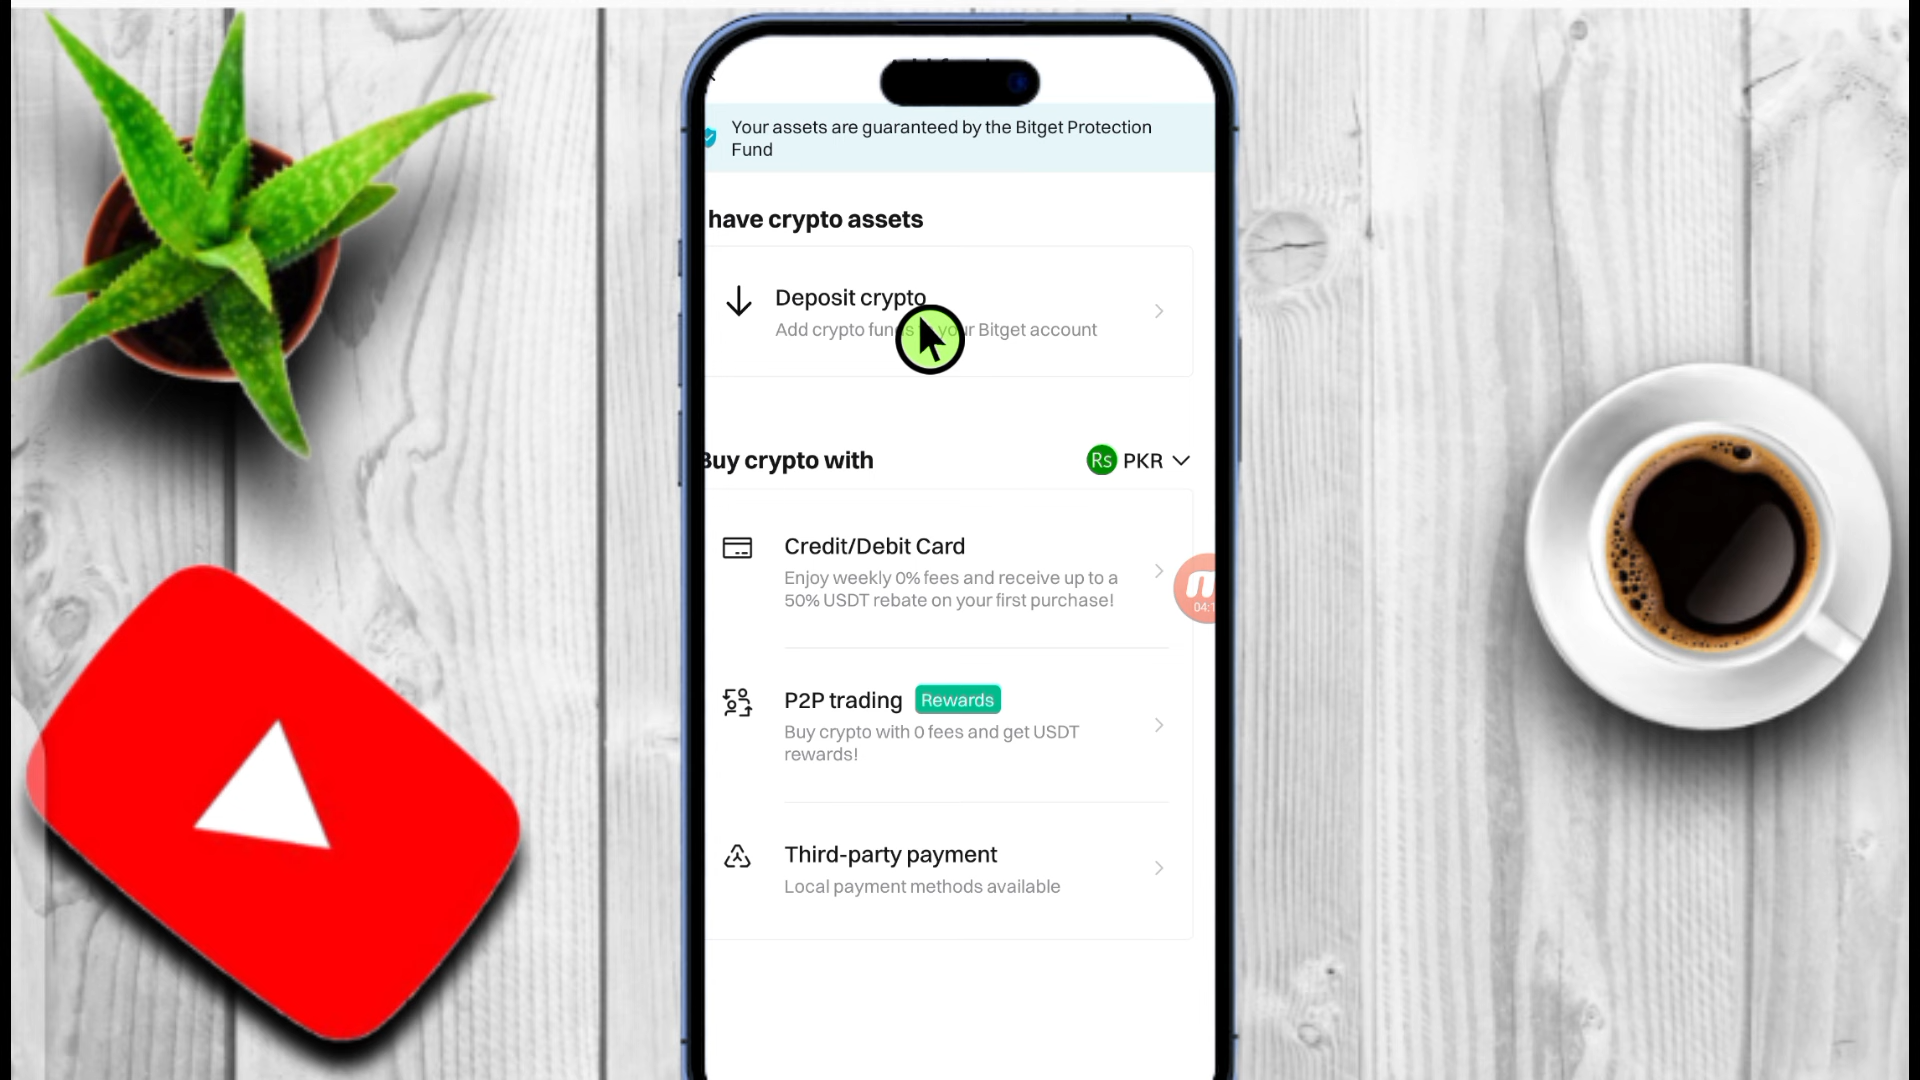 Your assets are guaranteed by the Bitget Protection
Fund
have crypto assets
Deposit crypto
Add crypto funds to your Bitget account
Buy crypto with
Rs PKR
Credit/Debit Card
Enjoy weekly 0% fees and receive up to a
50% USDT rebate on your first purchase!
04:1
P2P trading Rewards
Buy crypto with 0 fees and get USDT
rewards!
Third-party payment
Local payment methods available